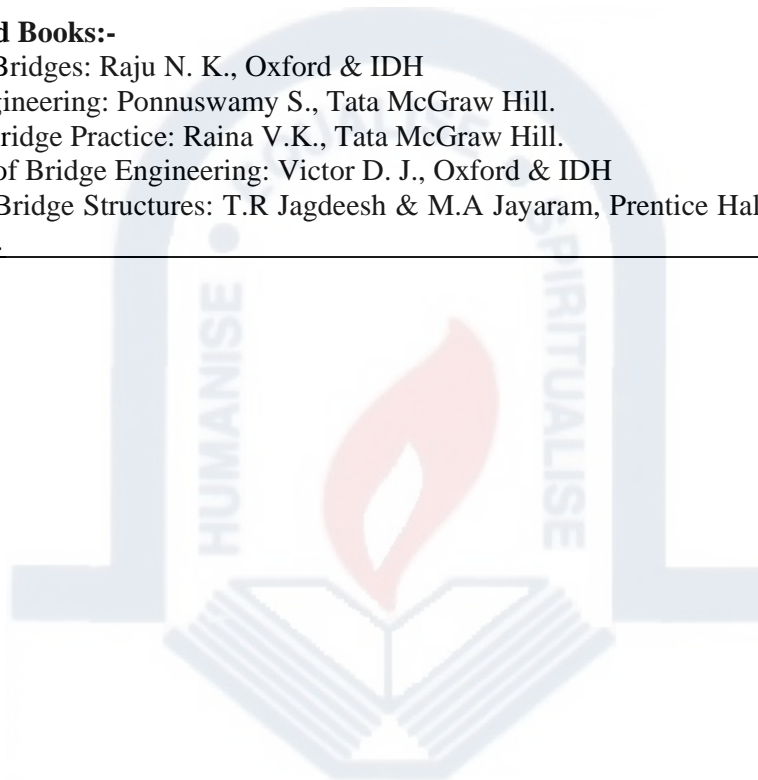 d Books:-
Bridges: Raju N. K., Oxford & IDH
gineering: Ponnuswamy S., Tata McGraw Hill.
ridge Practice: Raina V.K., Tata McGraw Hill.
of Bridge Engineering: Victor D. J., Oxford & IDH
Bridge Structures: T.R Jagdeesh & M.A Jayaram, Prentice Hal
.
HUMANISE
SPIRITUALISE